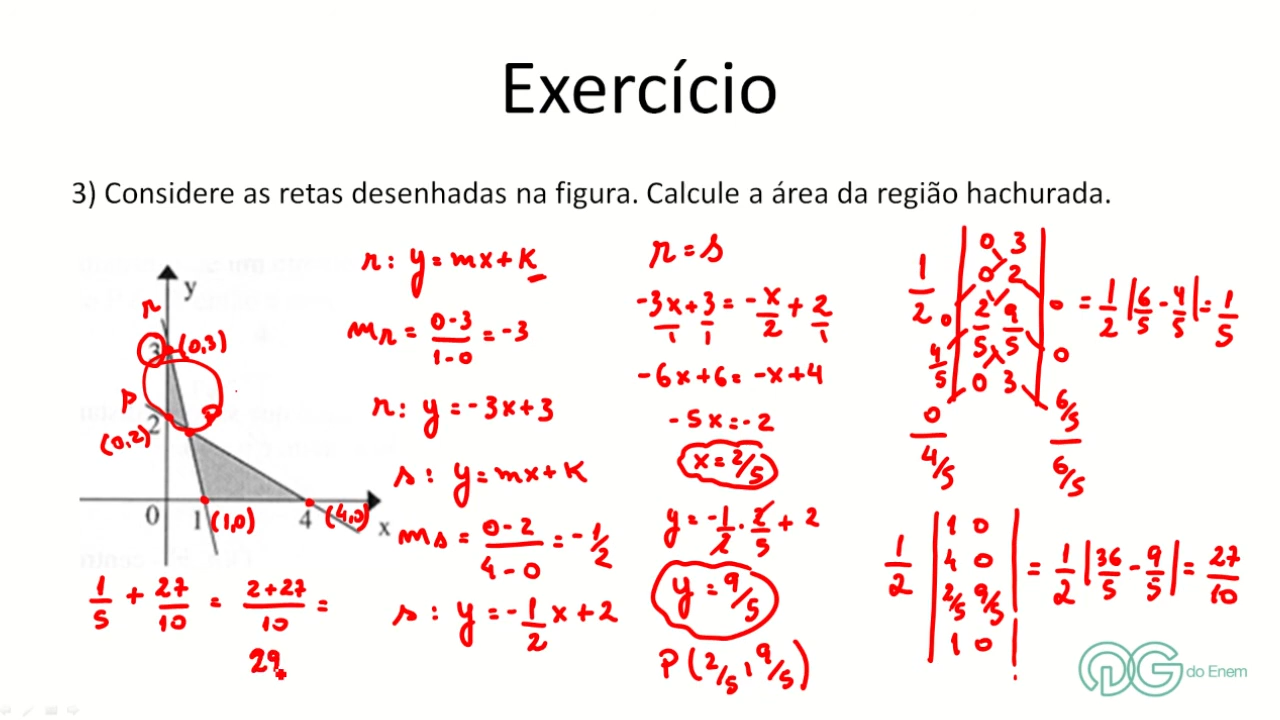 Exercício
3) Considere as retas desenhadas na figura. Calcule a área da região hachurada.
y
r
3 (0,3)
P
2
(0,2)
0 1 (1,0) 4 (4,0) x
1/5 + 27/10 = 2+27/10 =
29
r: y = mx + K
mr = 0-3/1-0 = -3
r: y = -3x+3
s: y = mx + K
ms = 0-2/4-0 = -1/2
s: y = -1/2 x + 2
r = s
-3x/1 + 3/1 = -x/2 + 2/1
-6x+6 = -x+4
-5x = -2
x = 2/5
y = -1/2 . 2/5 + 2
y = 9/5
P(2/5, 9/5)
1/2 | 0 3 |
0 2
0 2/5 9/5 0 = 1/2 |6/5 - 4/5| = 1/5
4/5 0 3 0
0 6/5
4/5 6/5
1/2 | 1 0 |
4 0 = 1/2 |36/5 - 9/5| = 27/10
2/5 9/5
1 0
DG do Enem